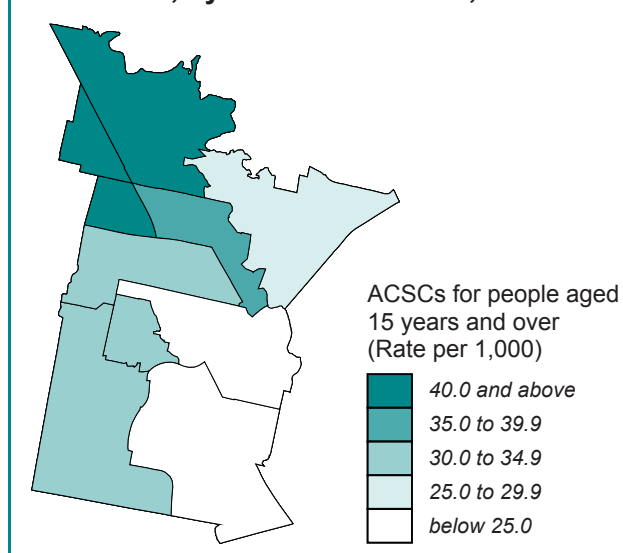 ACSCs for people aged
15 years and over
(Rate per 1,000)
40.0 and above
35.0 to 39.9
30.0 to 34.9
25.0 to 29.9
below 25.0